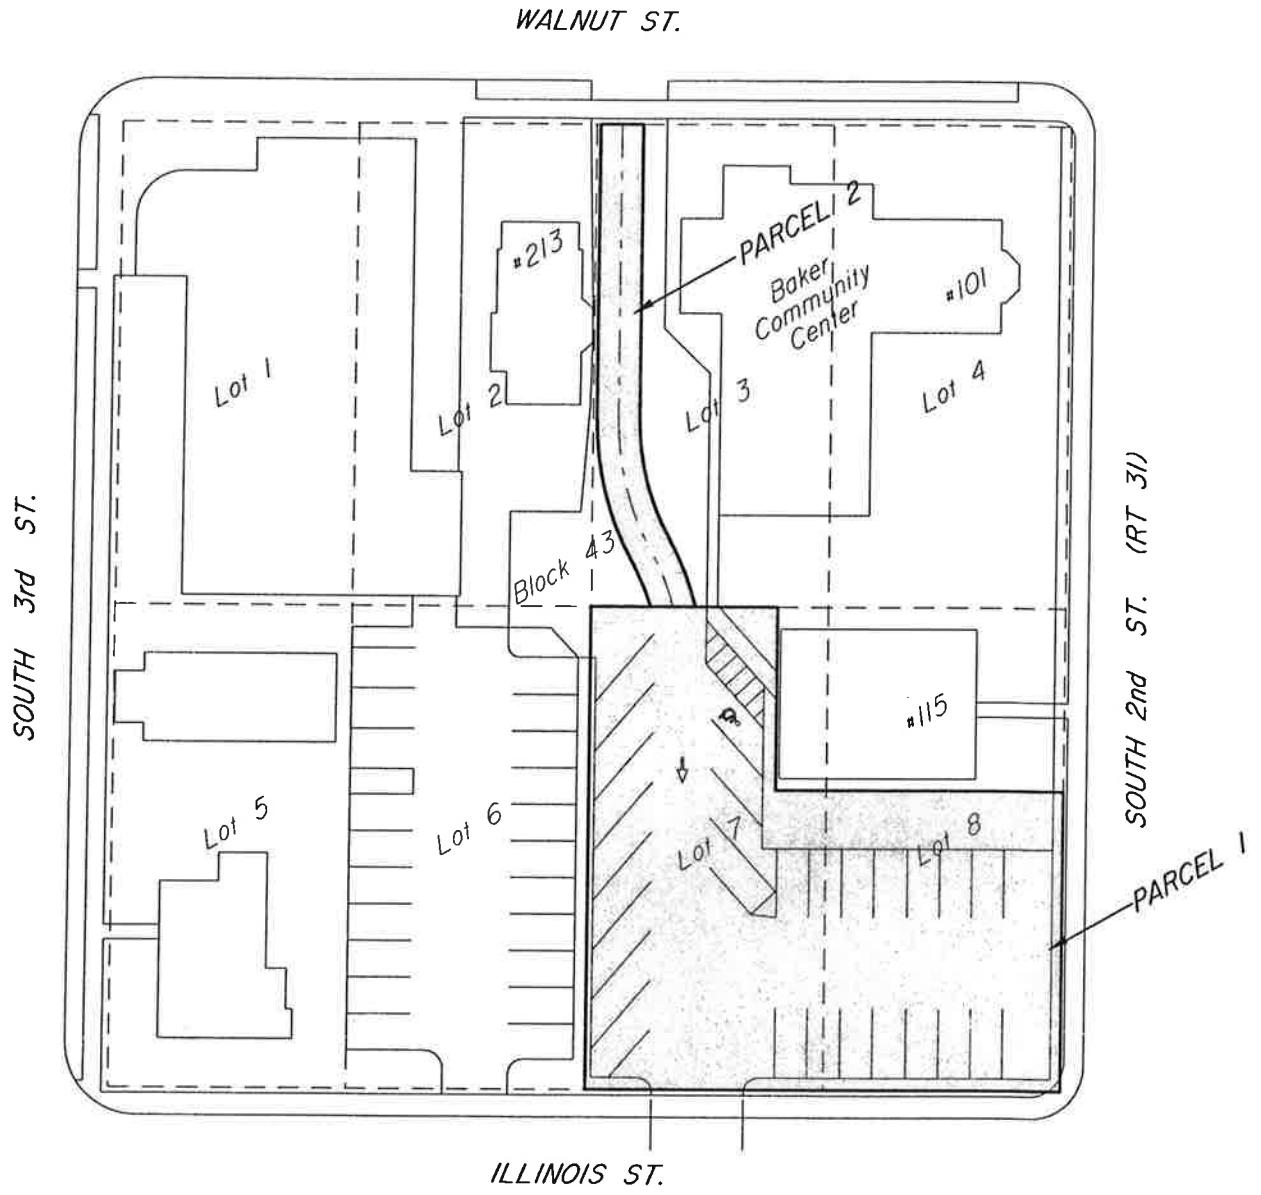 WALNUT ST.
PARCEL 2
#213
Baker
Community
Center
#101
Lot 1
Lot 2
Lot 3
Lot 4
SOUTH 3rd ST.
SOUTH 2nd ST. (RT 31)
Block 43
#115
Lot 5
Lot 6
Lot 7
Lot 8
PARCEL 1
ILLINOIS ST.